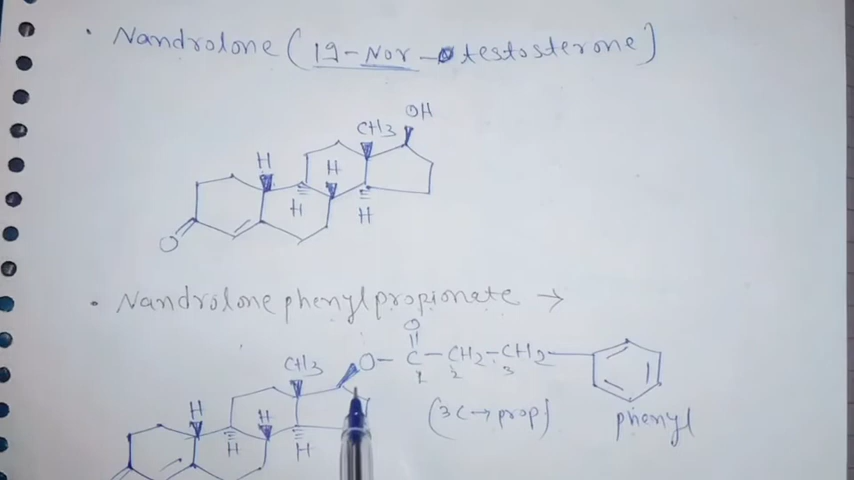 • Nandrolone (19-Nor-testosterone)
OH
CH3
H
H
H
H
O
• Nandrolone phenylpropionate →
O
CH3
O-C-CH2-CH2
1 2 3
H
H
H
H
(3C→prop)
phenyl